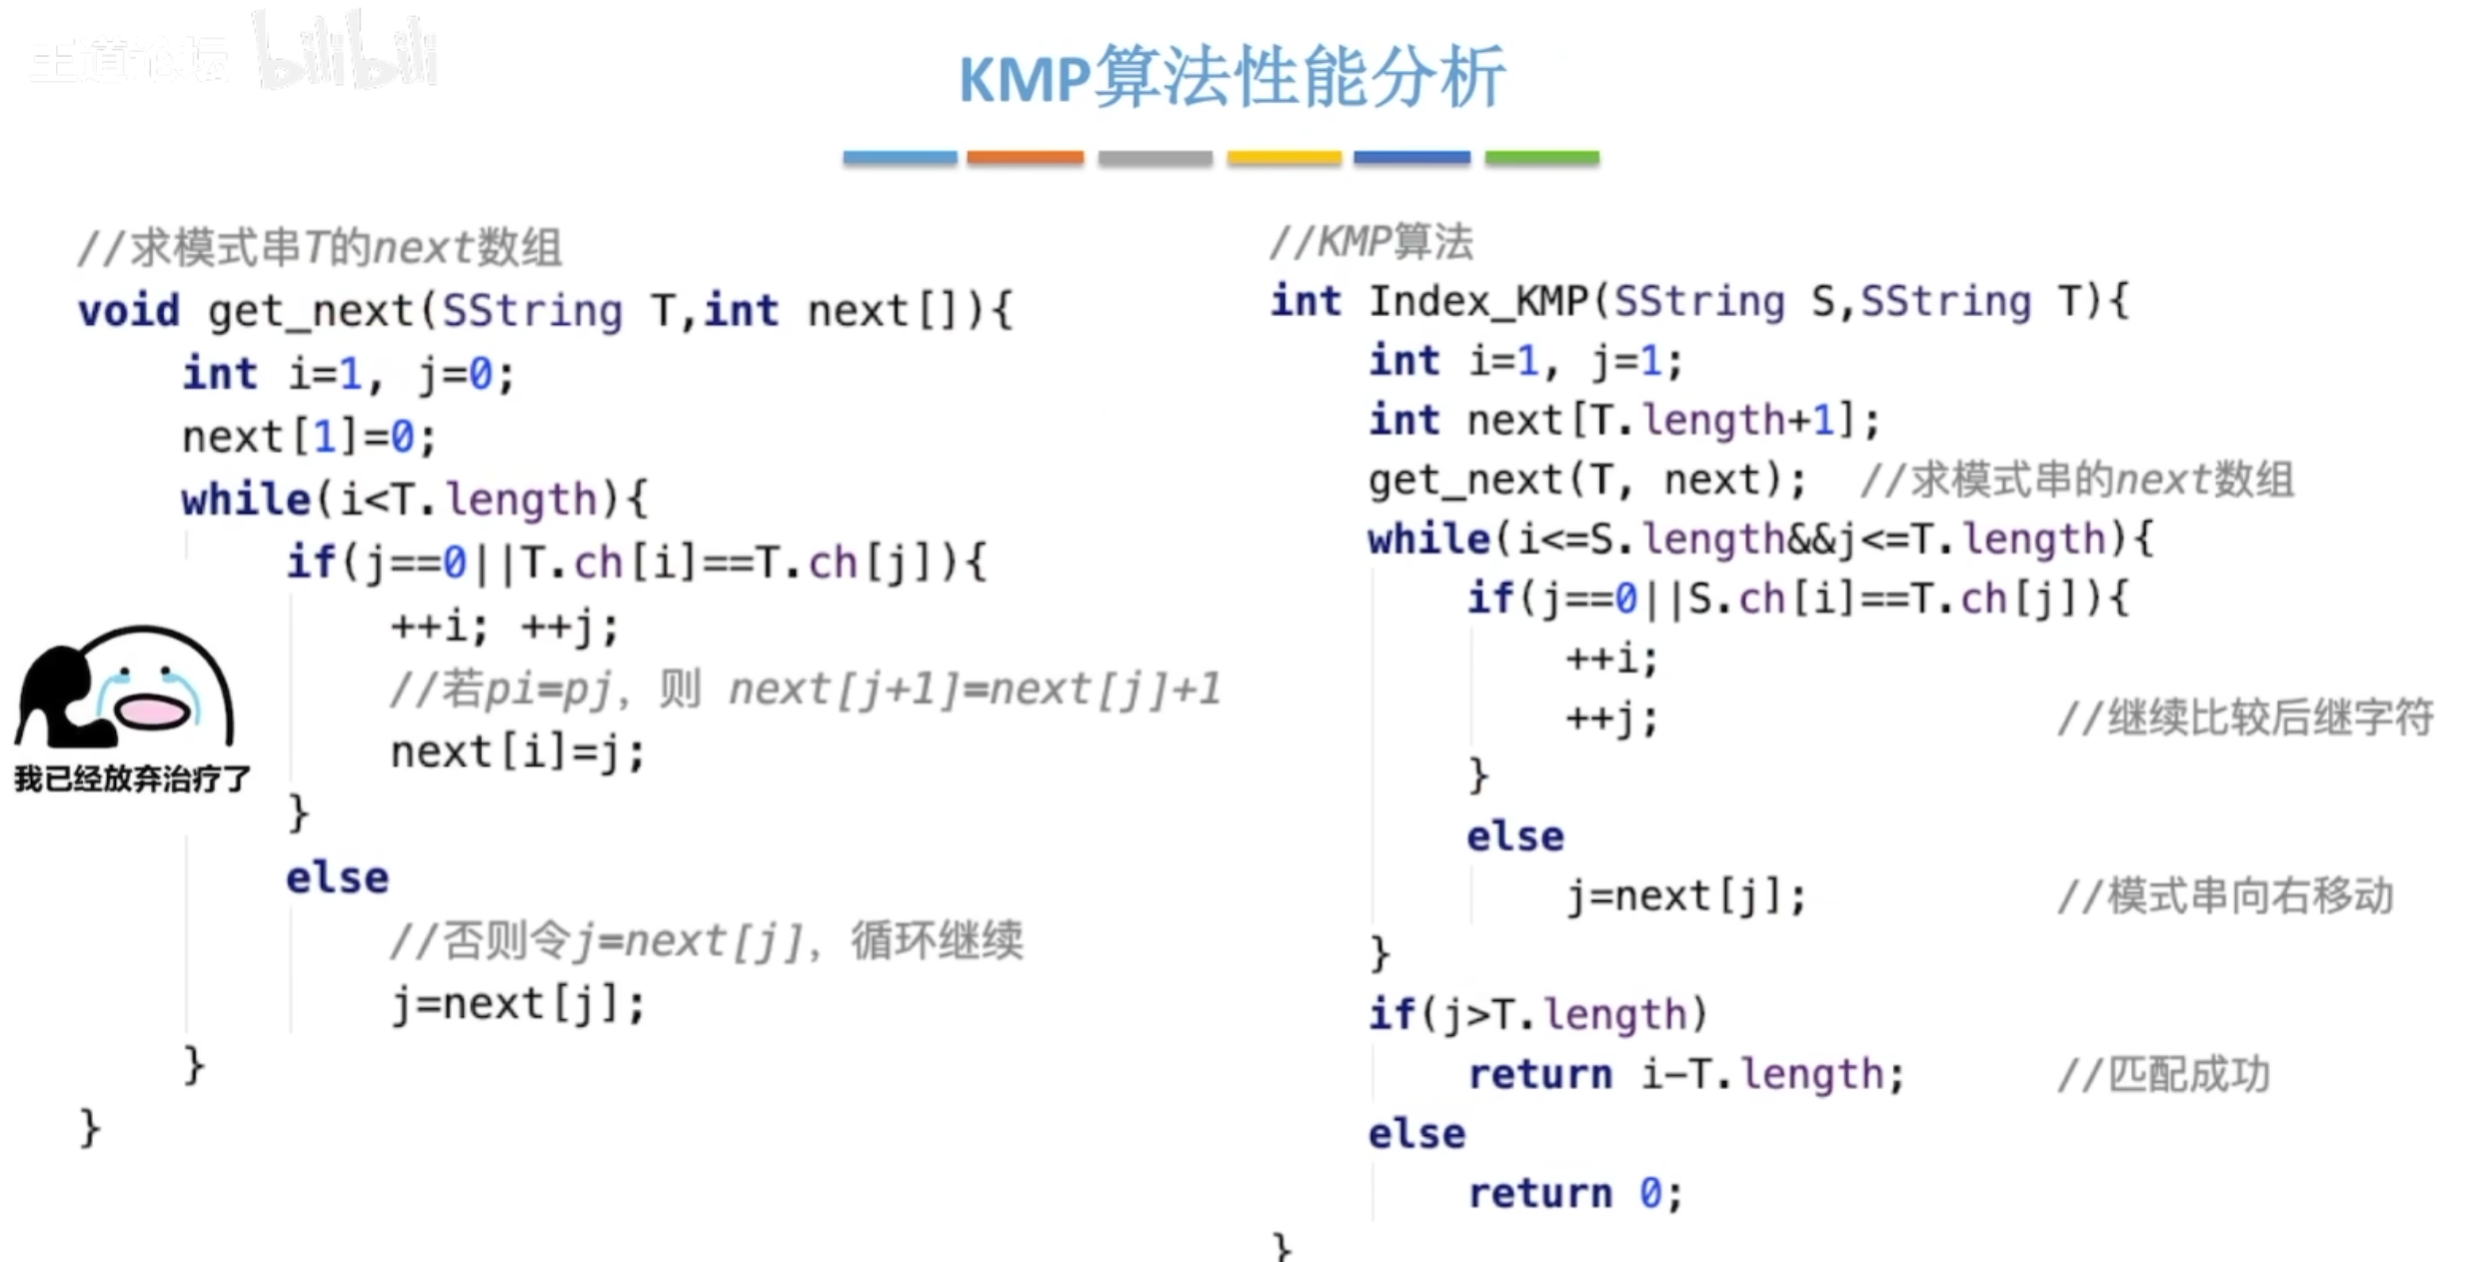 王道论坛 bilibili
KMP算法性能分析
//求模式串T的next数组
void get_next(SString T,int next[]){
int i=1, j=0;
next[1]=0;
while(i<T.length){
if(j==0||T.ch[i]==T.ch[j]){
++i; ++j;
//若pi=pj，则 next[j+1]=next[j]+1
next[i]=j;
}
else
//否则令j=next[j]，循环继续
j=next[j];
}
}
我已经放弃治疗了
//KMP算法
int Index_KMP(SString S,SString T){
int i=1, j=1;
int next[T.length+1];
get_next(T, next); //求模式串的next数组
while(i<=S.length&&j<=T.length){
if(j==0||S.ch[i]==T.ch[j]){
++i;
++j; //继续比较后继字符
}
else
j=next[j]; //模式串向右移动
}
if(j>T.length)
return i-T.length; //匹配成功
else
return 0;
}